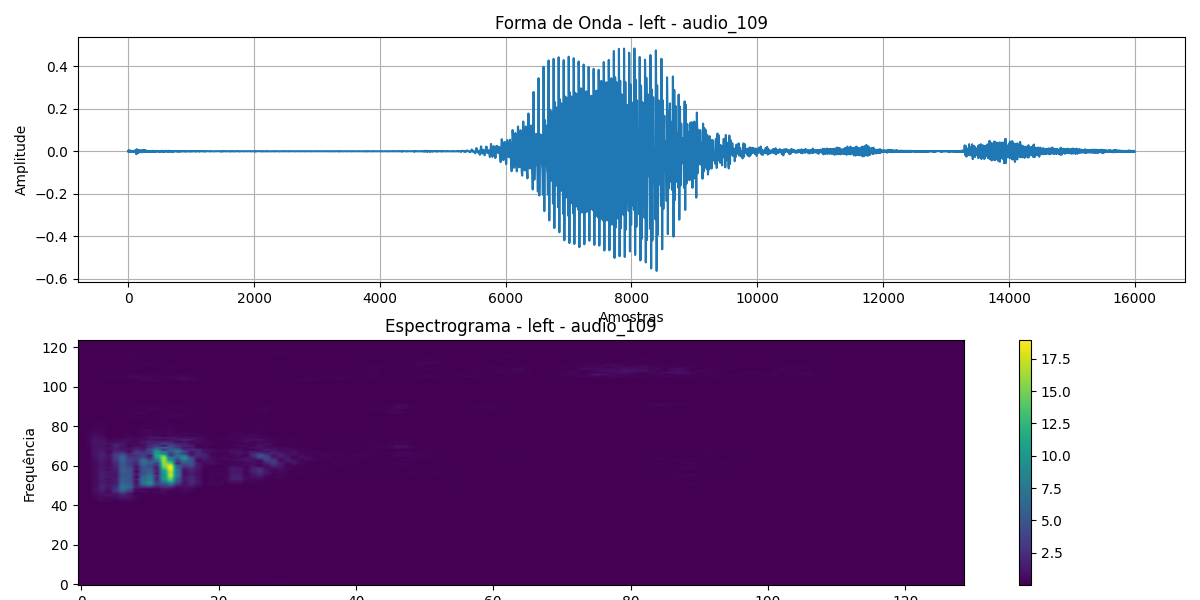 Forma de Onda - left - audio_109
Amplitude
0.4
0.2
0.0
−0.2
−0.4
−0.6
0 2000 4000 6000 8000 10000 12000 14000 16000
Amostras
Espectrograma - left - audio_109
Frequência
120
100
80
60
40
20
0
0 20 40 60 80 100 120
17.5
15.0
12.5
10.0
7.5
5.0
2.5